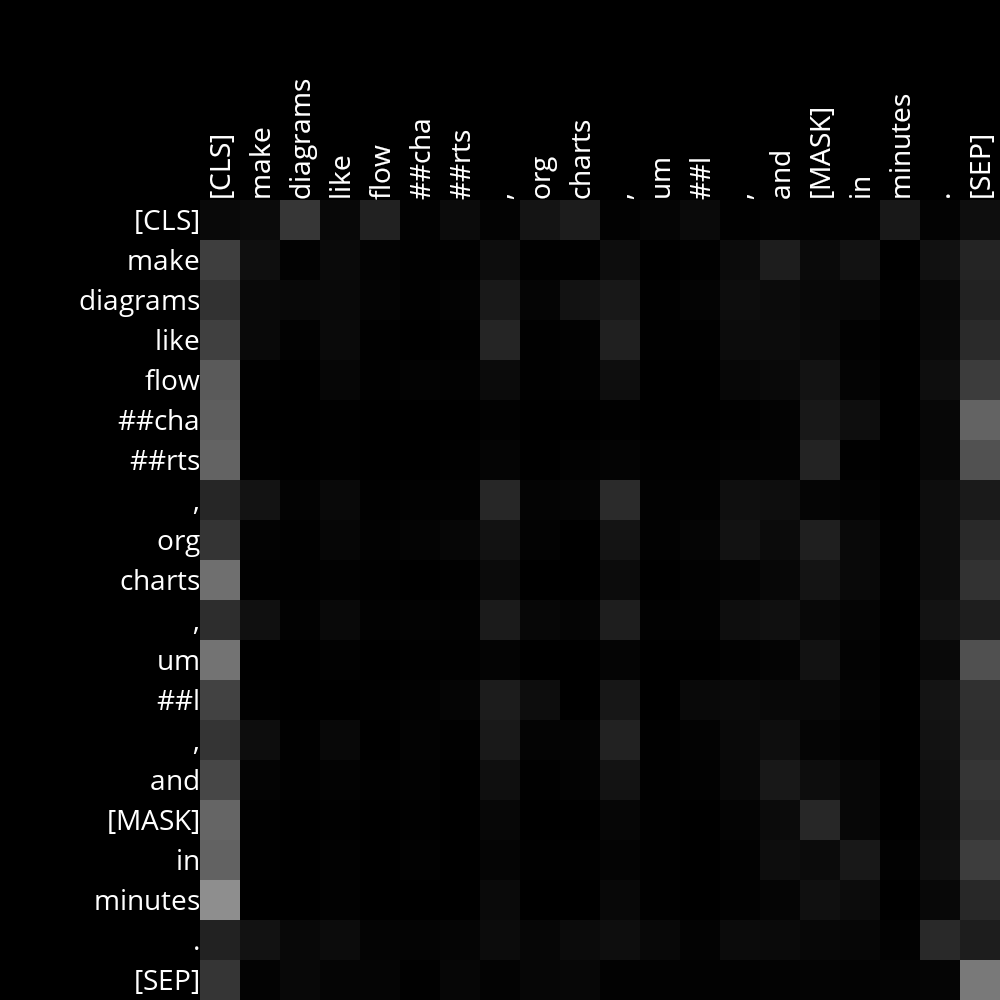 [CLS] make diagrams like flow ##cha ##rts , org charts , um ##l , and [MASK] in minutes . [SEP]
[CLS]
make
diagrams
like
flow
##cha
##rts
,
org
charts
,
um
##l
,
and
[MASK]
in
minutes
.
[SEP]